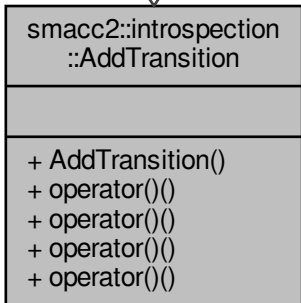 smacc2::introspection
::AddTransition
+ AddTransition()
+ operator()()
+ operator()()
+ operator()()
+ operator()()